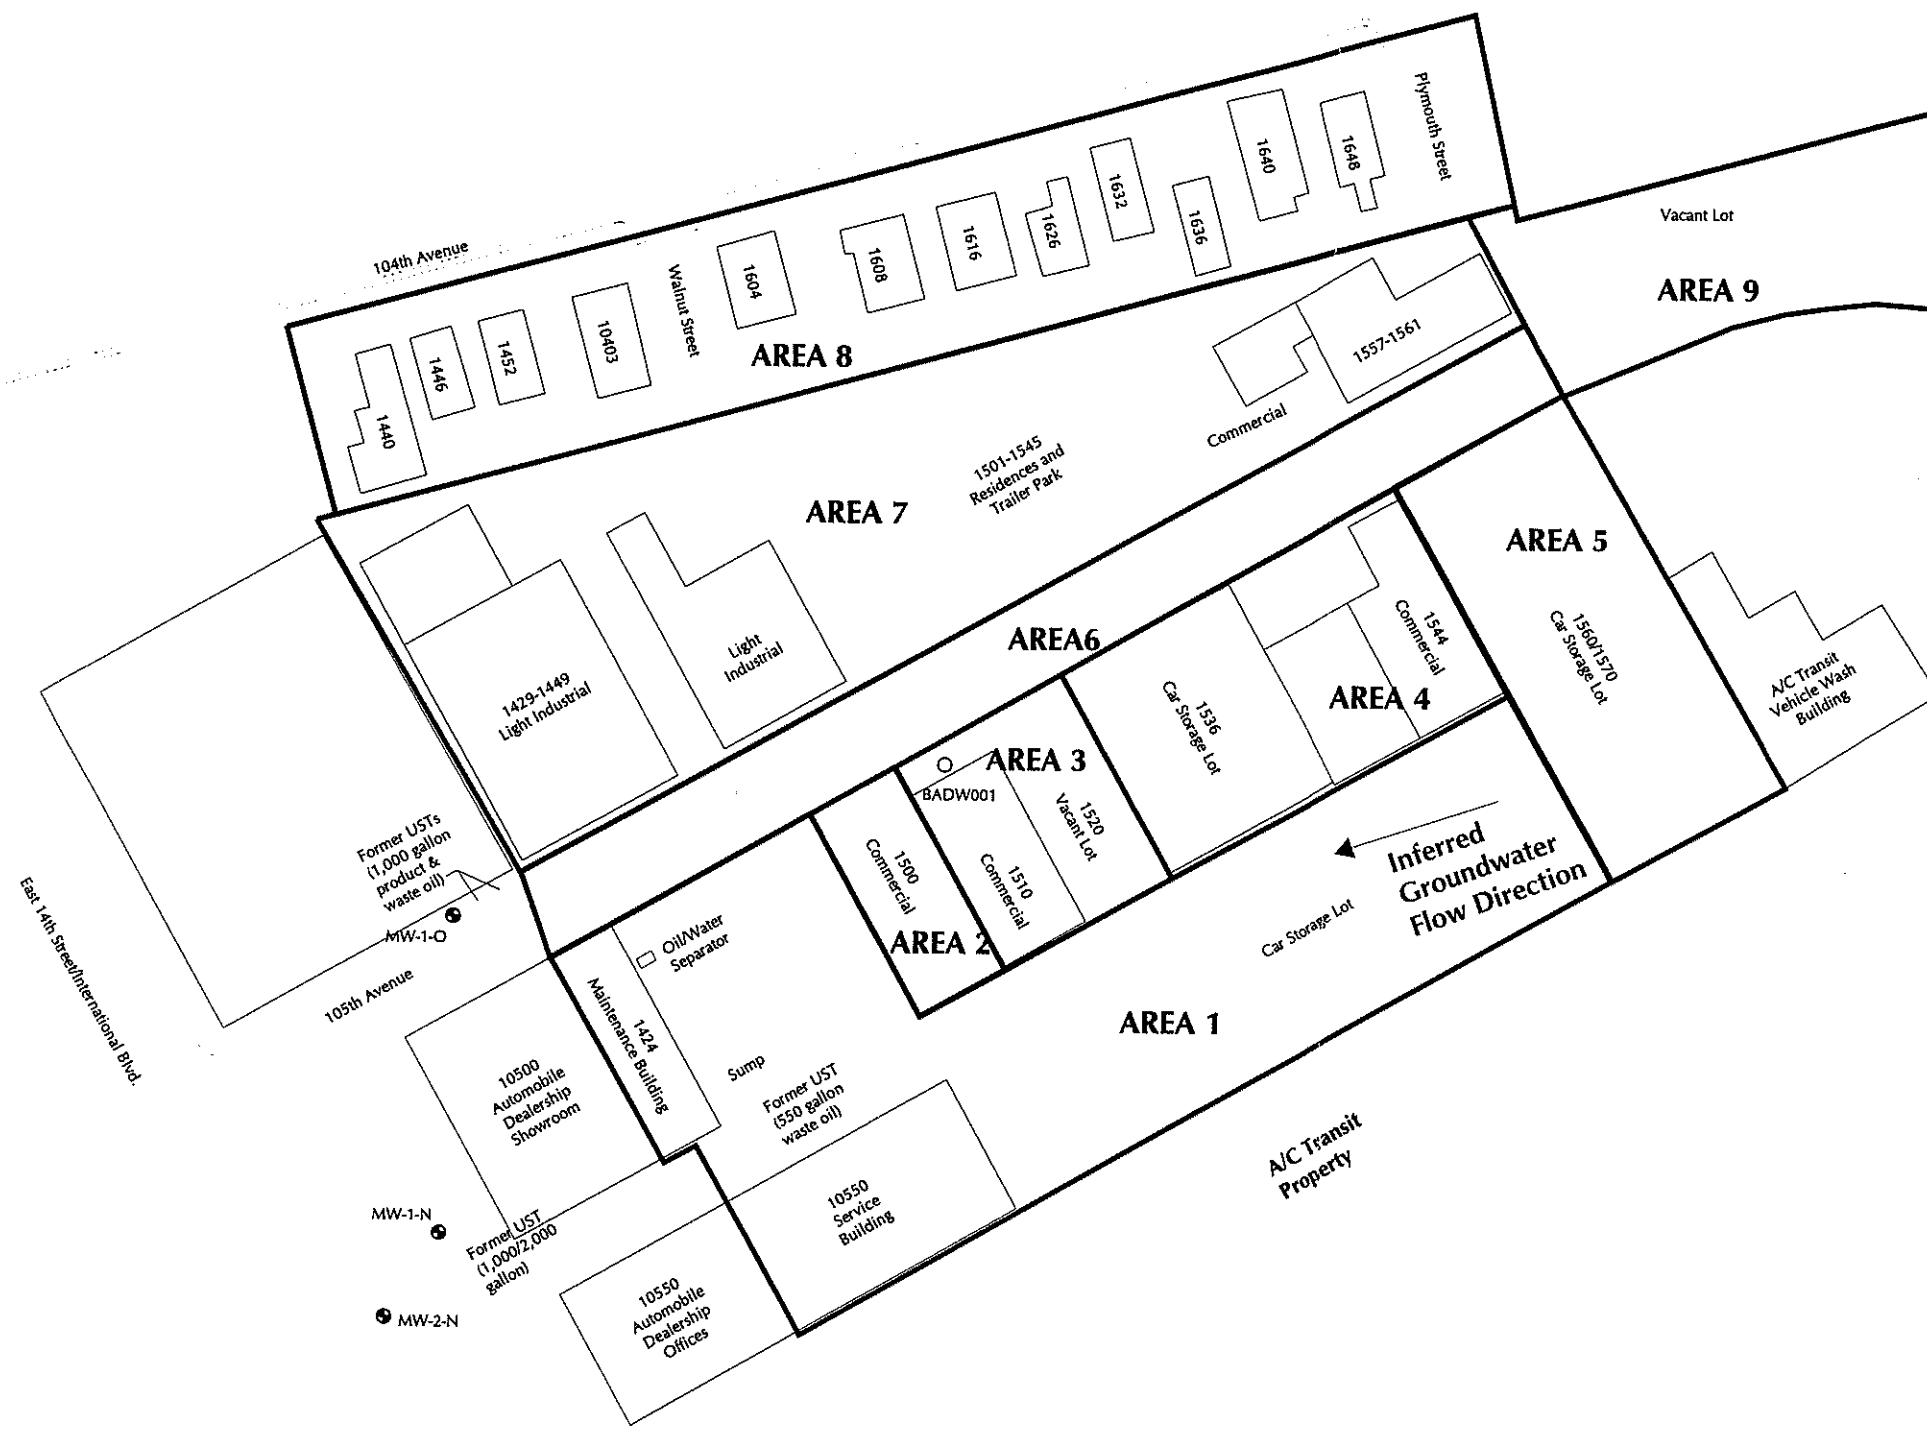 104th Avenue
Plymouth Street
Walnut Street
1640
1648
1632
1636
1626
1616
1608
1604
10403
1452
1446
1440
AREA 8
Vacant Lot
AREA 9
1557-1561
Commercial
1501-1545
Residences and
Trailer Park
AREA 7
1429-1449
Light Industrial
Light
Industrial
AREA6
AREA 5
1560/1570
Car Storage Lot
A/C Transit
Vehicle Wash
Building
1544
Commercial
AREA 4
1536
Car Storage Lot
AREA 3
BADW001
1520
Vacant Lot
1510
Commercial
1500
Commercial
AREA 2
Inferred
Groundwater
Flow Direction
Car Storage Lot
AREA 1
Former USTs
(1,000 gallon
product &
waste oil)
MW-1-O
105th Avenue
East 14th Street/International Blvd.
Oil/Water
Separator
1424
Maintenance Building
Sump
Former UST
(550 gallon
waste oil)
10500
Automobile
Dealership
Showroom
10550
Service
Building
MW-1-N
Former UST
(1,000/2,000
gallon)
MW-2-N
10550
Automobile
Dealership
Offices
A/C Transit
Property